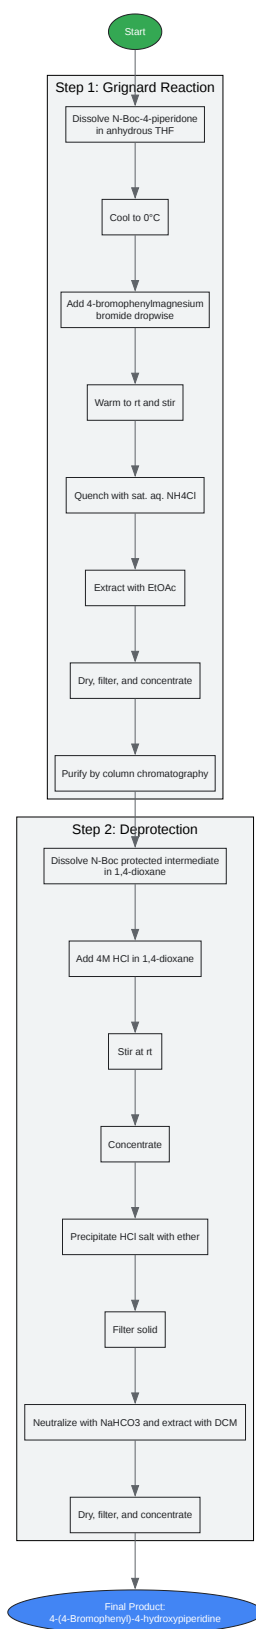 Start
Step 1: Grignard Reaction
Dissolve N-Boc-4-piperidone
in anhydrous THF
Cool to 0°C
Add 4-bromophenylmagnesium
bromide dropwise
Warm to rt and stir
Quench with sat. aq. NH4Cl
Extract with EtOAc
Dry, filter, and concentrate
Purify by column chromatography
Step 2: Deprotection
Dissolve N-Boc protected intermediate
in 1,4-dioxane
Add 4M HCl in 1,4-dioxane
Stir at rt
Concentrate
Precipitate HCl salt with ether
Filter solid
Neutralize with NaHCO3 and extract with DCM
Dry, filter, and concentrate
Final Product:
4-(4-Bromophenyl)-4-hydroxypiperidine